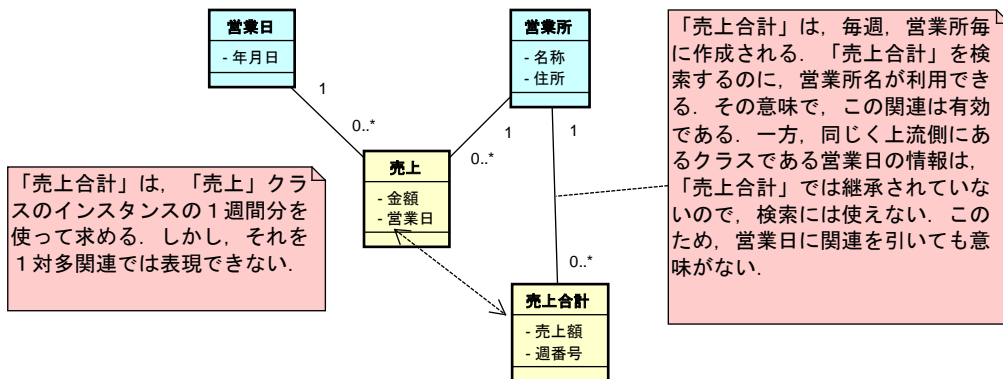 営業日
- 年月日
営業所
- 名称
- 住所
1
0..*
1
0..*
1
0..*
売上
- 金額
- 営業日
売上合計
- 売上額
- 週番号
「売上合計」は，「売上」クラ
スのインスタンスの１週間分を
使って求める．しかし，それを
１対多関連では表現できない．
「売上合計」は，毎週，営業所毎
に作成される．「売上合計」を検
索するのに，営業所名が利用でき
る．その意味で，この関連は有効
である．一方，同じく上流側にあ
るクラスである営業日の情報は，
「売上合計」では継承されていな
いので，検索には使えない．この
ため，営業日に関連を引いても意
味がない．